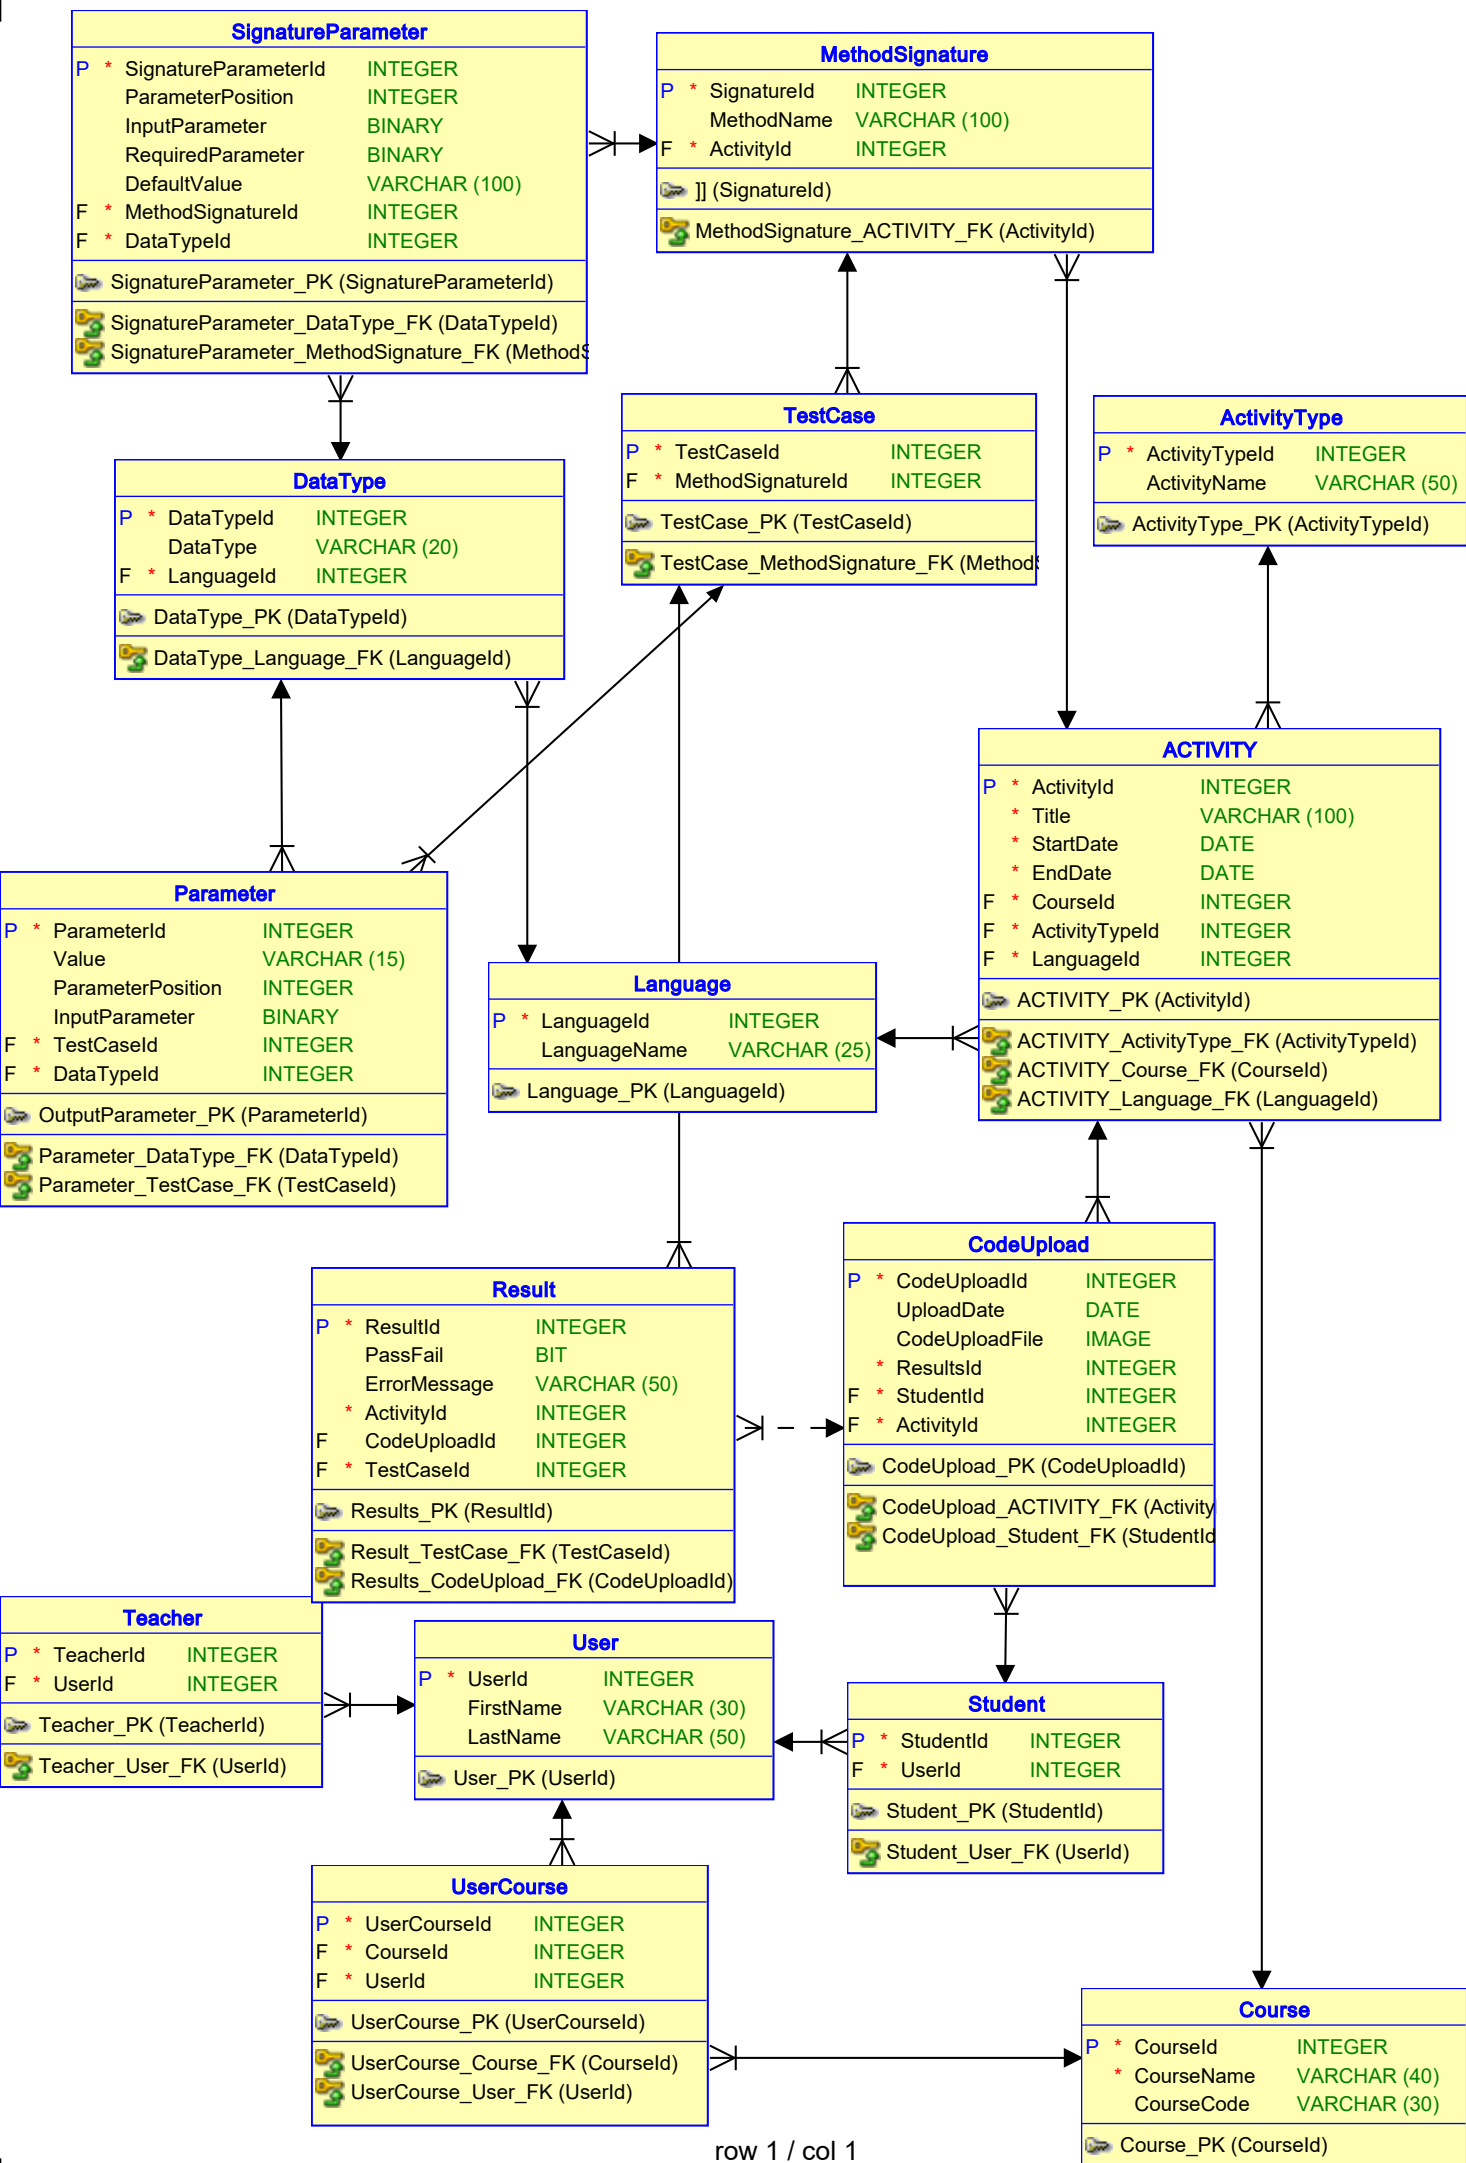 SignatureParameter
P * SignatureParameterId INTEGER
ParameterPosition INTEGER
InputParameter BINARY
RequiredParameter BINARY
DefaultValue VARCHAR (100)
F * MethodSignatureId INTEGER
F * DataTypeId INTEGER
SignatureParameter_PK (SignatureParameterId)
SignatureParameter_DataType_FK (DataTypeId)
SignatureParameter_MethodSignature_FK (MethodS
MethodSignature
P * SignatureId INTEGER
MethodName VARCHAR (100)
F * ActivityId INTEGER
]] (SignatureId)
MethodSignature_ACTIVITY_FK (ActivityId)
TestCase
P * TestCaseId INTEGER
F * MethodSignatureId INTEGER
TestCase_PK (TestCaseId)
TestCase_MethodSignature_FK (MethodS
ActivityType
P * ActivityTypeId INTEGER
ActivityName VARCHAR (50)
ActivityType_PK (ActivityTypeId)
DataType
P * DataTypeId INTEGER
DataType VARCHAR (20)
F * LanguageId INTEGER
DataType_PK (DataTypeId)
DataType_Language_FK (LanguageId)
ACTIVITY
P * ActivityId INTEGER
* Title VARCHAR (100)
* StartDate DATE
* EndDate DATE
F * CourseId INTEGER
F * ActivityTypeId INTEGER
F * LanguageId INTEGER
ACTIVITY_PK (ActivityId)
ACTIVITY_ActivityType_FK (ActivityTypeId)
ACTIVITY_Course_FK (CourseId)
ACTIVITY_Language_FK (LanguageId)
Parameter
P * ParameterId INTEGER
Value VARCHAR (15)
ParameterPosition INTEGER
InputParameter BINARY
F * TestCaseId INTEGER
F * DataTypeId INTEGER
OutputParameter_PK (ParameterId)
Parameter_DataType_FK (DataTypeId)
Parameter_TestCase_FK (TestCaseId)
Language
P * LanguageId INTEGER
LanguageName VARCHAR (25)
Language_PK (LanguageId)
CodeUpload
P * CodeUploadId INTEGER
UploadDate DATE
CodeUploadFile IMAGE
* ResultsId INTEGER
F * StudentId INTEGER
F * ActivityId INTEGER
CodeUpload_PK (CodeUploadId)
CodeUpload_ACTIVITY_FK (Activity
CodeUpload_Student_FK (StudentId
Result
P * ResultId INTEGER
PassFail BIT
ErrorMessage VARCHAR (50)
* ActivityId INTEGER
F CodeUploadId INTEGER
F * TestCaseId INTEGER
Results_PK (ResultId)
Result_TestCase_FK (TestCaseId)
Results_CodeUpload_FK (CodeUploadId)
Teacher
P * TeacherId INTEGER
F * UserId INTEGER
Teacher_PK (TeacherId)
Teacher_User_FK (UserId)
User
P * UserId INTEGER
FirstName VARCHAR (30)
LastName VARCHAR (50)
User_PK (UserId)
Student
P * StudentId INTEGER
F * UserId INTEGER
Student_PK (StudentId)
Student_User_FK (UserId)
UserCourse
P * UserCourseId INTEGER
F * CourseId INTEGER
F * UserId INTEGER
UserCourse_PK (UserCourseId)
UserCourse_Course_FK (CourseId)
UserCourse_User_FK (UserId)
Course
P * CourseId INTEGER
* CourseName VARCHAR (40)
CourseCode VARCHAR (30)
Course_PK (CourseId)
row 1 / col 1